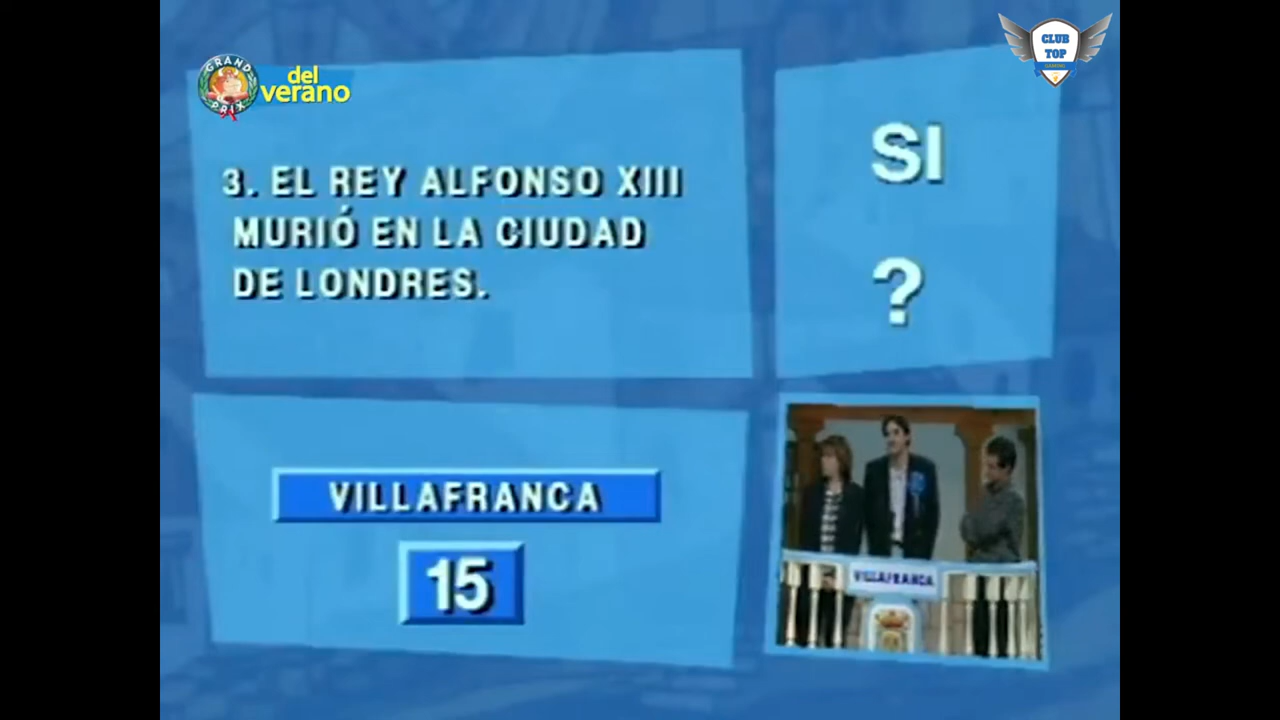 GRAND
PRIX
del
verano
CLUB
TOP
GAMING
3. EL REY ALFONSO XIII
MURIÓ EN LA CIUDAD
DE LONDRES.
SI
?
VILLAFRANCA
15
VILLAFRANCA